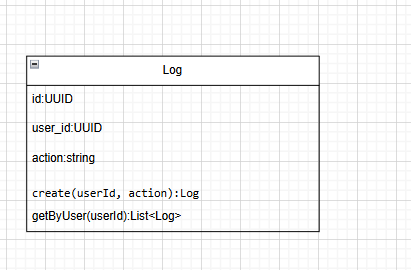 Log
id:UUID
user_id:UUID
action:string
create(userId, action):Log
getByUser(userId):List<Log>